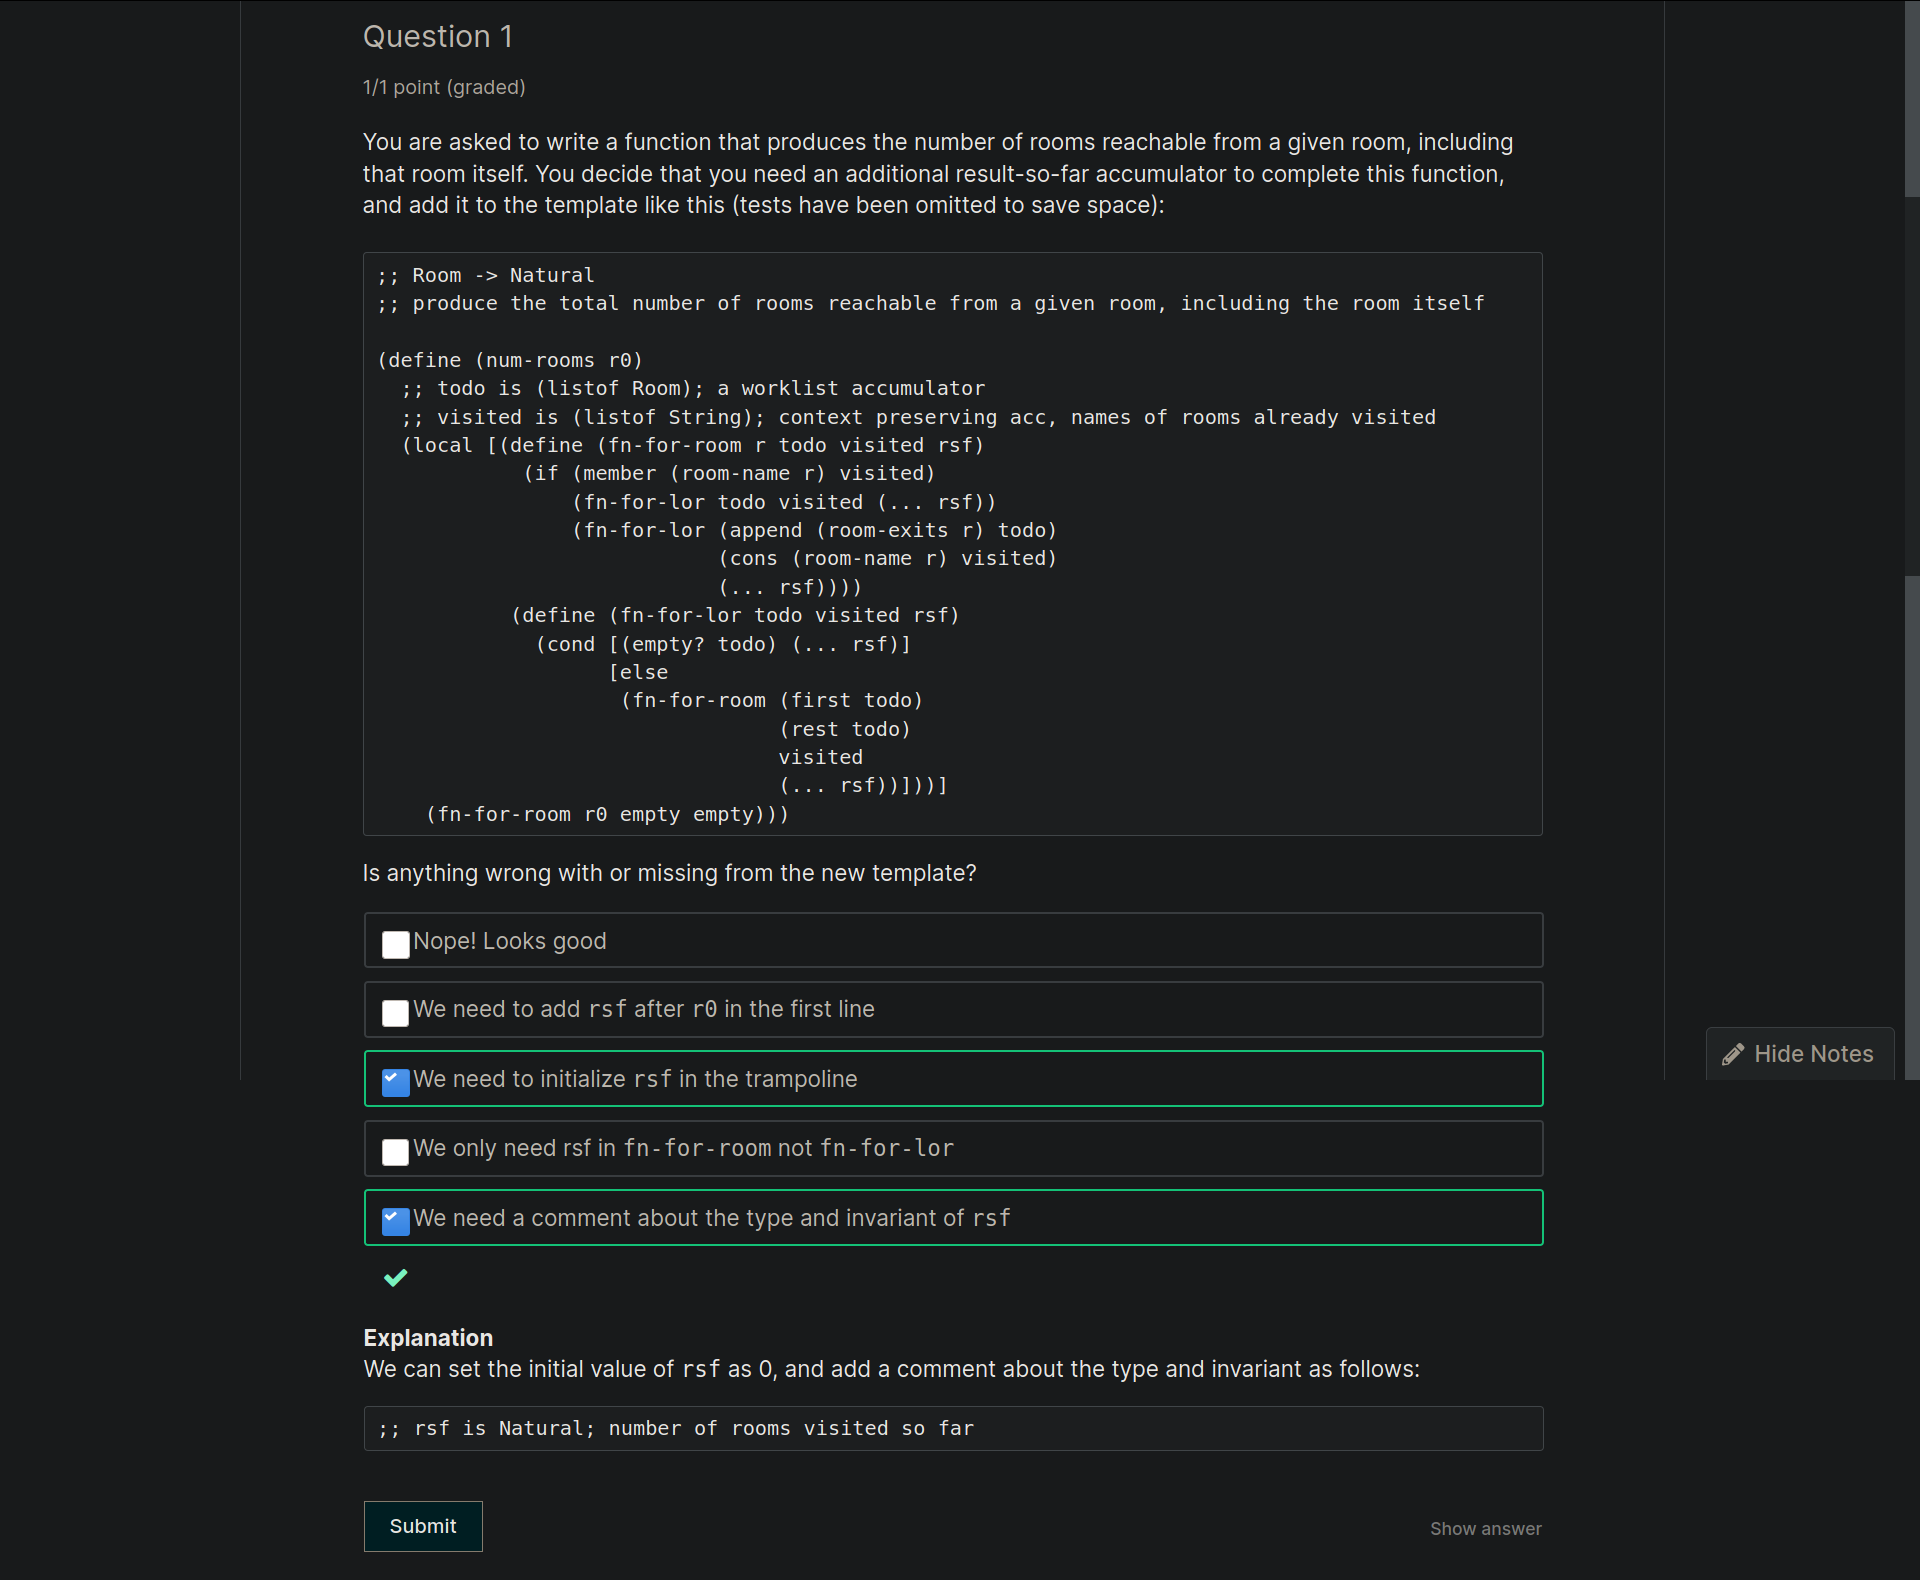 Question 1
1/1 point (graded)
You are asked to write a function that produces the number of rooms reachable from a given room, including
that room itself. You decide that you need an additional result-so-far accumulator to complete this function,
and add it to the template like this (tests have been omitted to save space):
;; Room -> Natural
;; produce the total number of rooms reachable from a given room, including the room itself
(define (num-rooms r0)
  ;; todo is (listof Room); a worklist accumulator
  ;; visited is (listof String); context preserving acc, names of rooms already visited
  (local [(define (fn-for-room r todo visited rsf)
            (if (member (room-name r) visited)
                (fn-for-lor todo visited (... rsf))
                (fn-for-lor (append (room-exits r) todo)
                            (cons (room-name r) visited)
                            (... rsf))))
           (define (fn-for-lor todo visited rsf)
             (cond [(empty? todo) (... rsf)]
                   [else
                    (fn-for-room (first todo)
                                 (rest todo)
                                 visited
                                 (... rsf))]))]
    (fn-for-room r0 empty empty)))
Is anything wrong with or missing from the new template?
Nope! Looks good
We need to add rsf after r0 in the first line
We need to initialize rsf in the trampoline
We only need rsf in fn-for-room not fn-for-lor
We need a comment about the type and invariant of rsf
Explanation
We can set the initial value of rsf as 0, and add a comment about the type and invariant as follows:
;; rsf is Natural; number of rooms visited so far
Submit
Show answer
Hide Notes